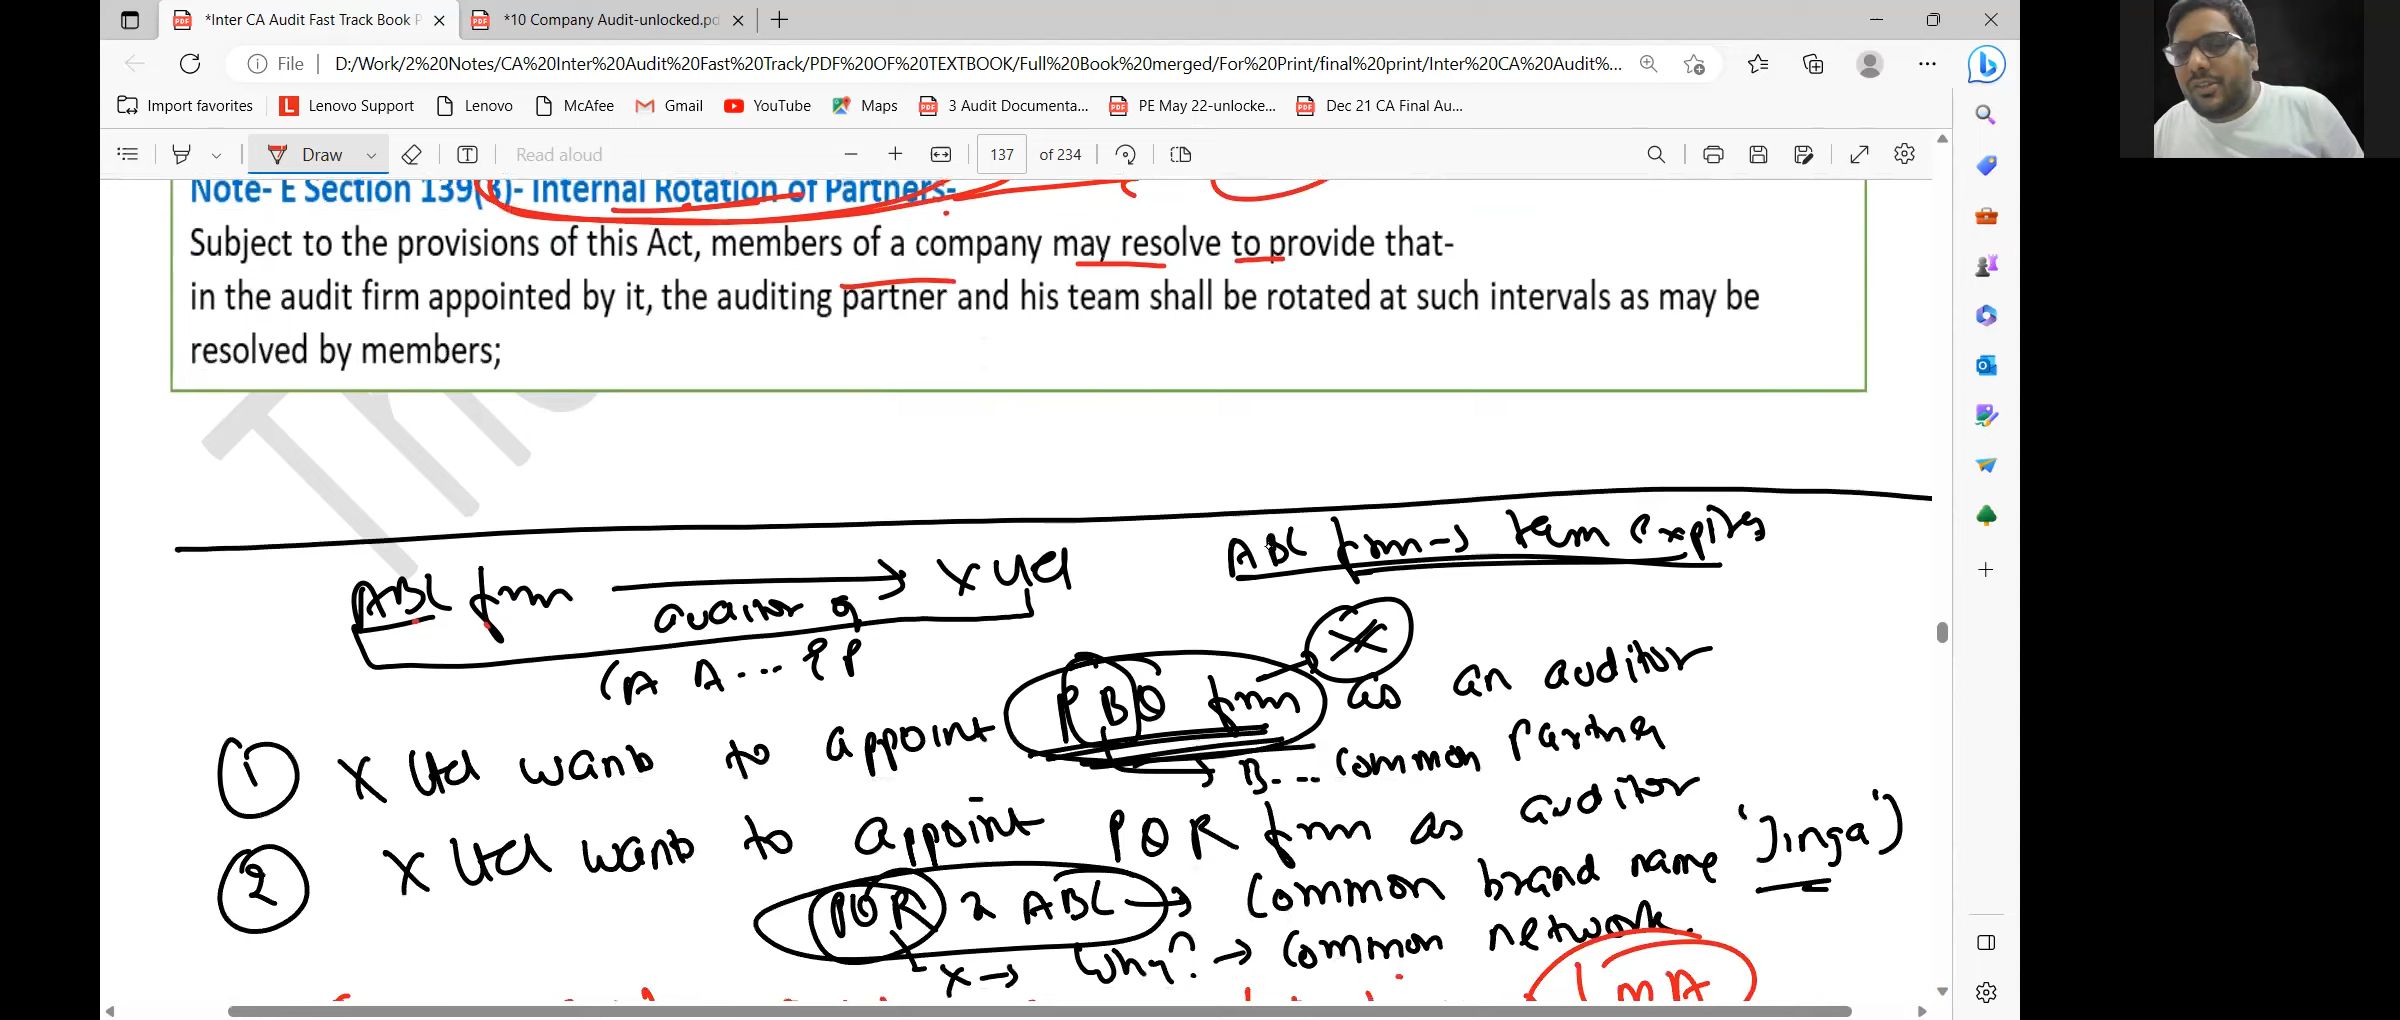 *Inter CA Audit Fast Track Book P
*10 Company Audit-unlocked.pd
File | D:/Work/2%20Notes/CA%20Inter%20Audit%20Fast%20Track/PDF%20OF%20TEXTBOOK/Full%20Book%20merged/For%20Print/final%20print/Inter%20CA%20Audit%...
Import favorites Lenovo Support Lenovo McAfee Gmail YouTube Maps 3 Audit Documenta... PE May 22-unlocke... Dec 21 CA Final Au...
Draw Read aloud 137 of 234
Note- E Section 139(3)- Internal Rotation of Partners-
Subject to the provisions of this Act, members of a company may resolve to provide that-
in the audit firm appointed by it, the auditing partner and his team shall be rotated at such intervals as may be
resolved by members;
ABC firm → term expires
ABC firm → X Ltd
auditor of
(A A ...
① X Ltd wants to appoint PBQ firm as an auditor
B... common partner
② X Ltd wants to appoint PQR firm as auditor
PQR & ABC → Common brand name 'Jinga')
X → Why? → Common network.